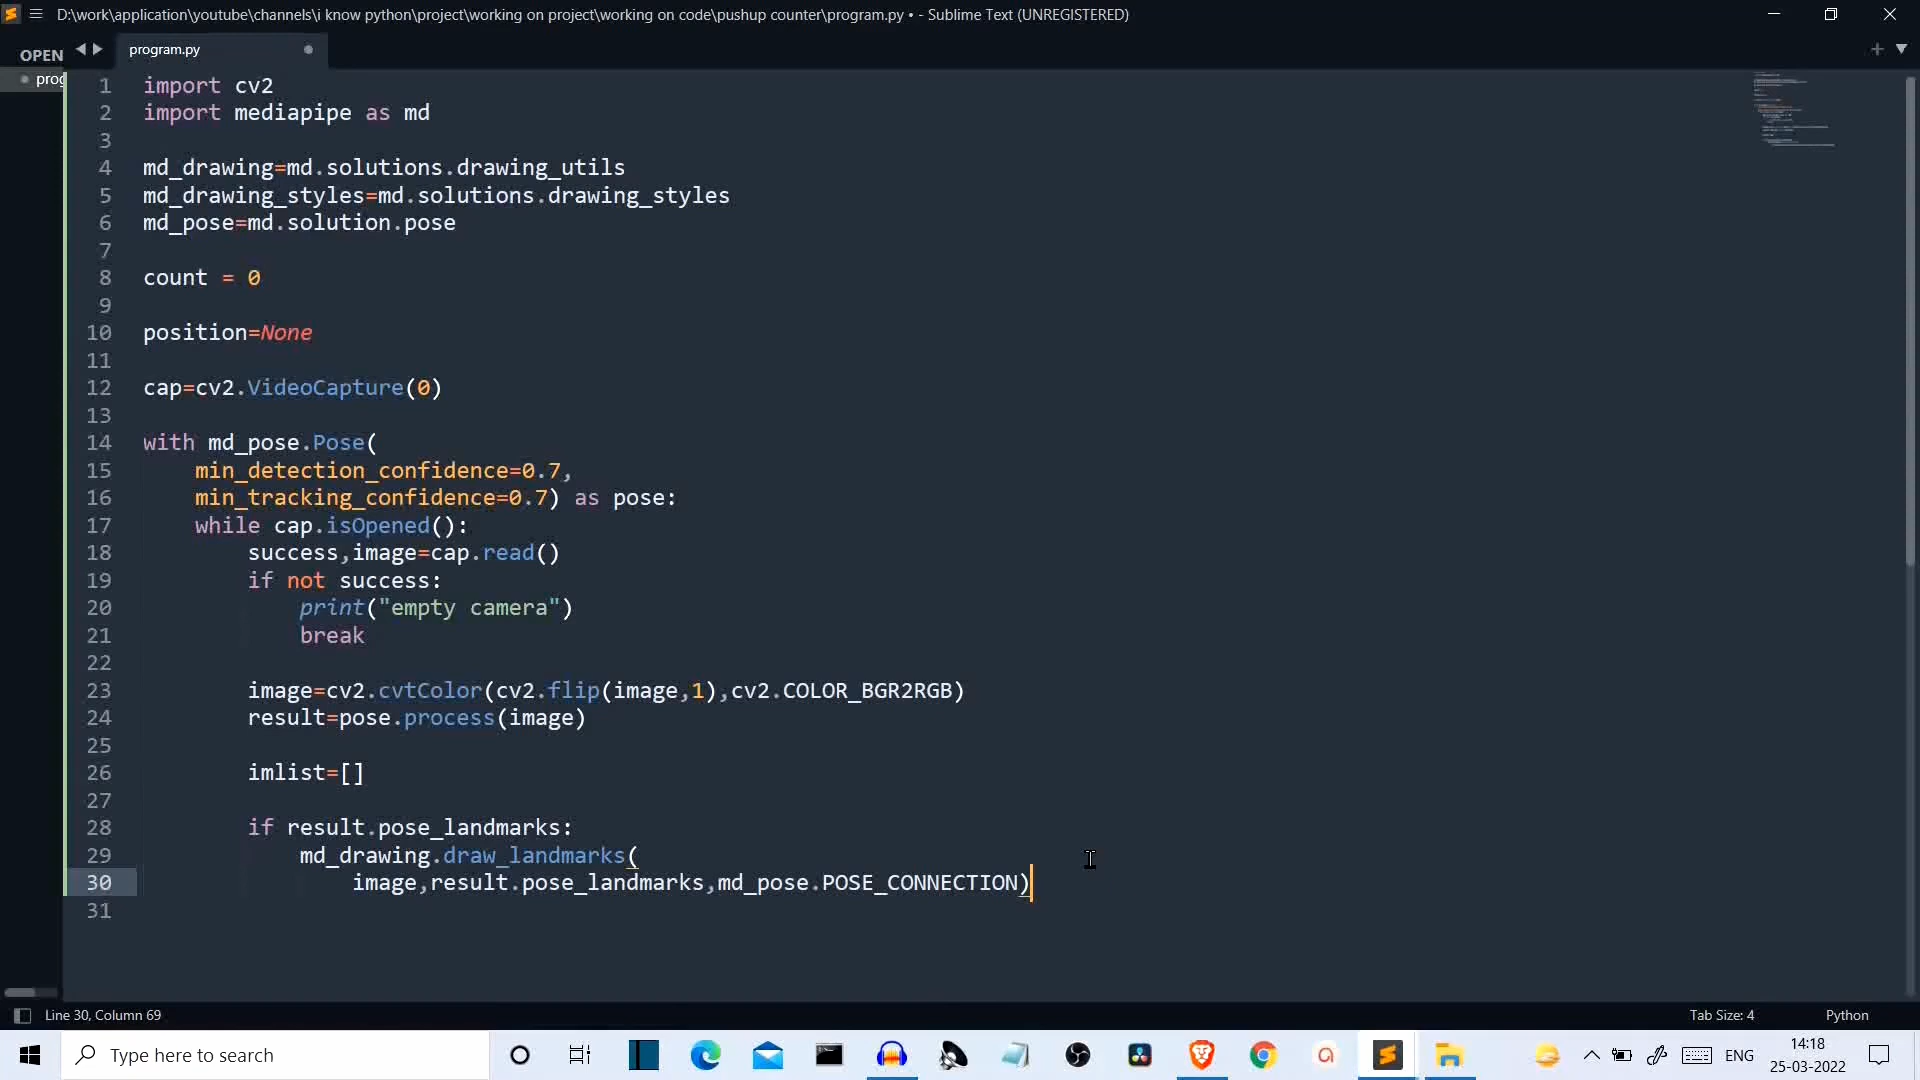 D:\work\application\youtube\channels\i know python\project\working on project\working on code\pushup counter\program.py • - Sublime Text (UNREGISTERED)
OPEN
program.py
prog
1 import cv2
2 import mediapipe as md
3
4 md_drawing=md.solutions.drawing_utils
5 md_drawing_styles=md.solutions.drawing_styles
6 md_pose=md.solution.pose
7
8 count = 0
9
10 position=None
11
12 cap=cv2.VideoCapture(0)
13
14 with md_pose.Pose(
15     min_detection_confidence=0.7,
16     min_tracking_confidence=0.7) as pose:
17     while cap.isOpened():
18         success,image=cap.read()
19         if not success:
20             print("empty camera")
21             break
22
23         image=cv2.cvtColor(cv2.flip(image,1),cv2.COLOR_BGR2RGB)
24         result=pose.process(image)
25
26         imlist=[]
27
28         if result.pose_landmarks:
29             md_drawing.draw_landmarks(
30                 image,result.pose_landmarks,md_pose.POSE_CONNECTION)
31
Line 30, Column 69
Tab Size: 4
Python
Type here to search
ENG
14:18
25-03-2022